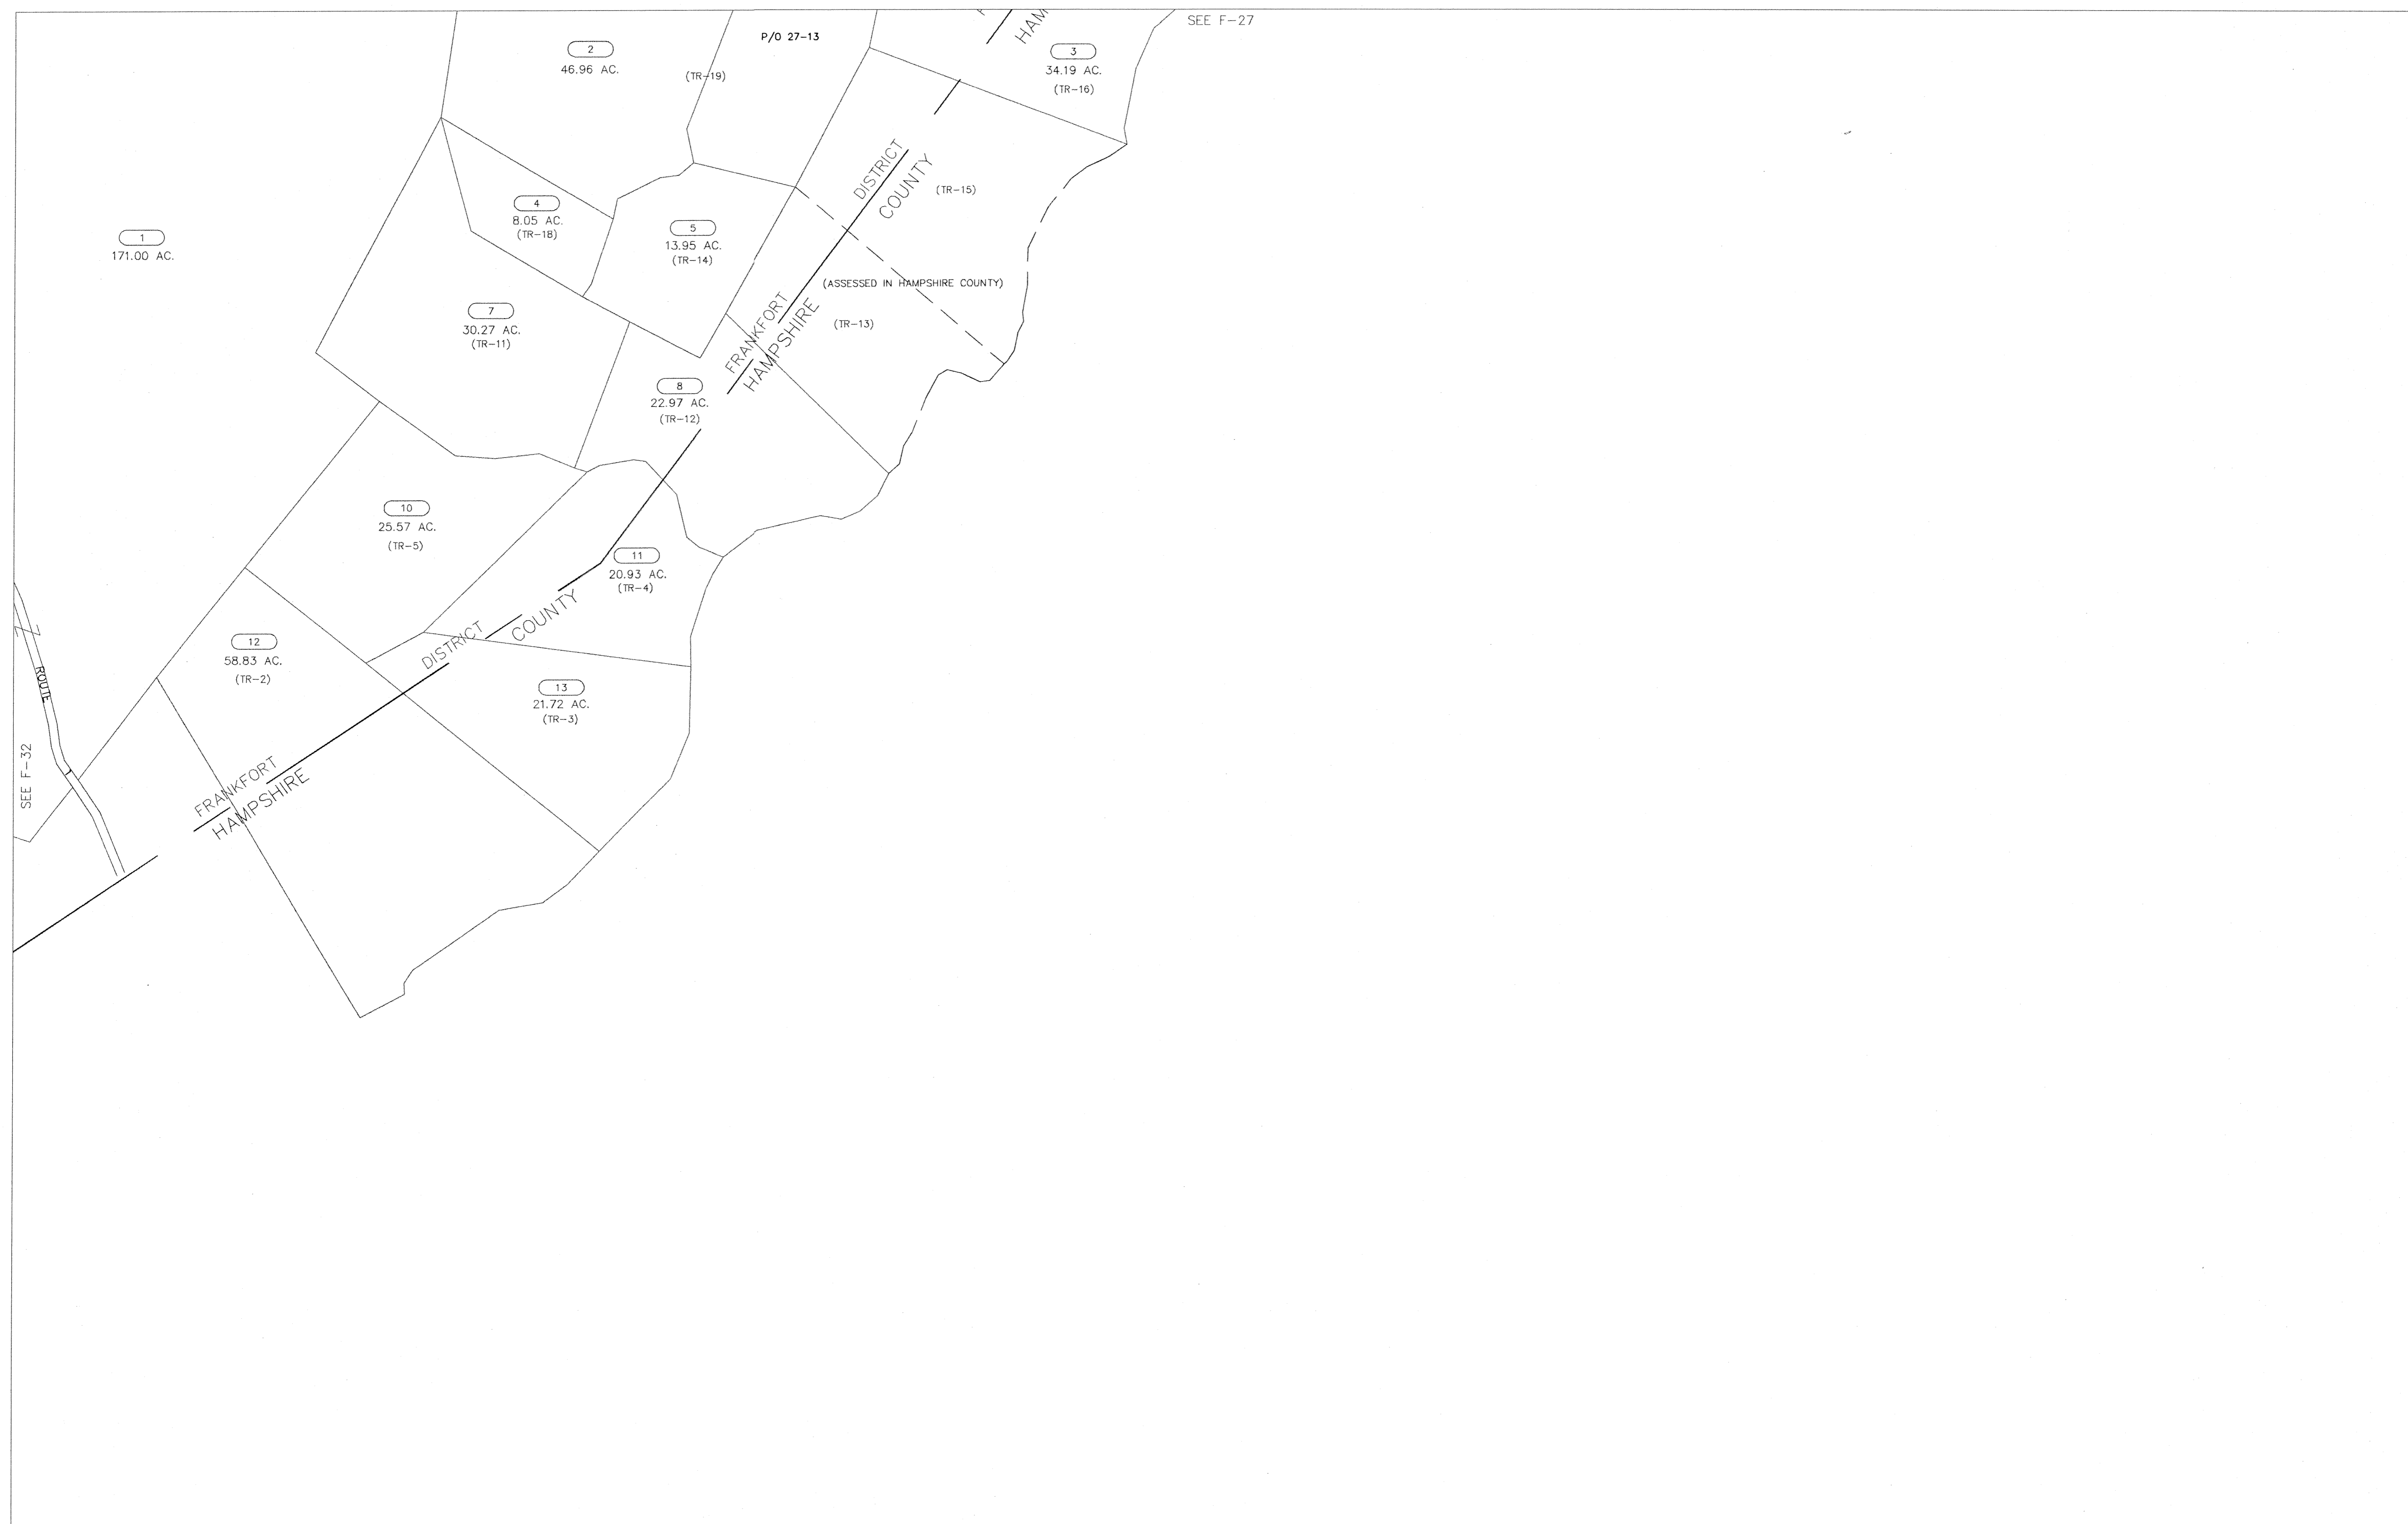 SEE F-27
HAM
P/O 27-13
2
46.96 AC.
(TR-19)
3
34.19 AC.
(TR-16)
DISTRICT
COUNTY
(TR-15)
4
8.05 AC.
(TR-18)
5
13.95 AC.
(TR-14)
1
171.00 AC.
(ASSESSED IN HAMPSHIRE COUNTY)
7
30.27 AC.
(TR-11)
FRANKFORT
HAMPSHIRE
(TR-13)
8
22.97 AC.
(TR-12)
10
25.57 AC.
(TR-5)
11
20.93 AC.
(TR-4)
DISTRICT
COUNTY
12
58.83 AC.
(TR-2)
ROUTE
13
21.72 AC.
(TR-3)
SEE F-32
FRANKFORT
HAMPSHIRE